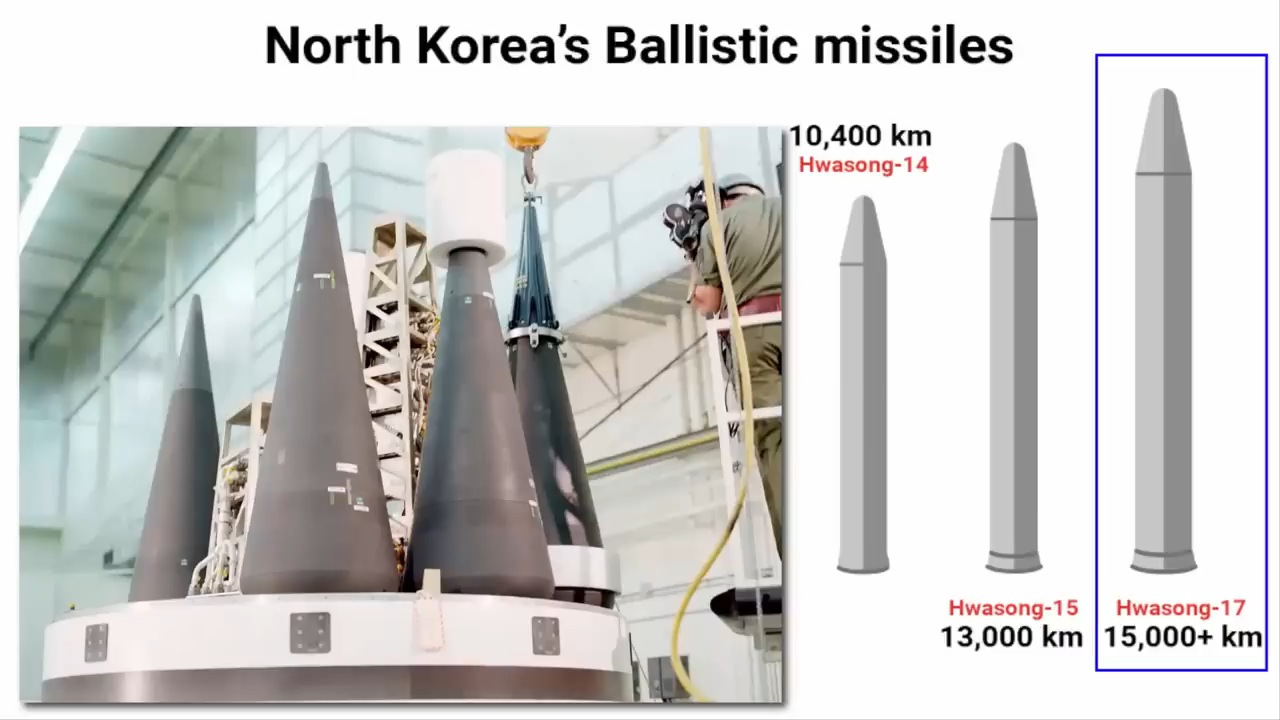 North Korea’s Ballistic missiles
10,400 km
Hwasong-14
Hwasong-15
13,000 km
Hwasong-17
15,000+ km